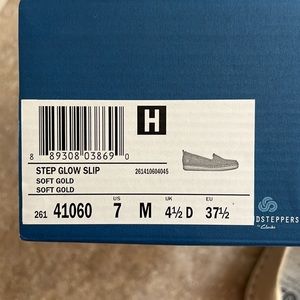 H
8 89308 03869 0
STEP GLOW SLIP 261410604045
SOFT GOLD
SOFT GOLD
US UK EU
261 41060 7 M 4½ D 37½
DSTEPPERS
by Clarks